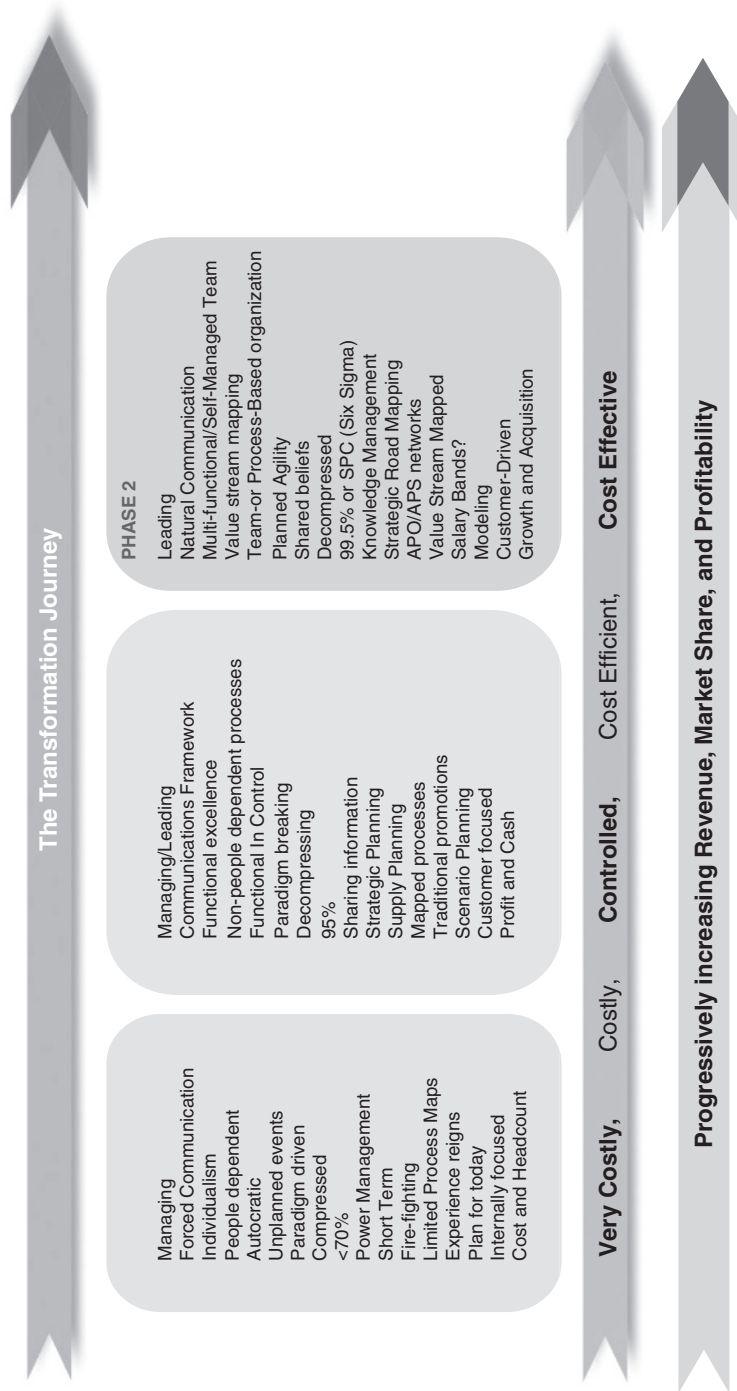 The Transformation Journey
Managing
Forced Communication
Individualism
People dependent
Autocratic
Unplanned events
Paradigm driven
Compressed
<70%
Power Management
Short Term
Fire-fighting
Limited Process Maps
Experience reigns
Plan for today
Internally focused
Cost and Headcount
Managing/Leading
Communications Framework
Functional excellence
Non-people dependent processes
Functional In Control
Paradigm breaking
Decompressing
95%
Sharing information
Strategic Planning
Supply Planning
Mapped processes
Traditional promotions
Scenario Planning
Customer focused
Profit and Cash
PHASE 2
Leading
Natural Communication
Multi-functional/Self-Managed Team
Value stream mapping
Team-or Process-Based organization
Planned Agility
Shared beliefs
Decompressed
99.5% or SPC (Six Sigma)
Knowledge Management
Strategic Road Mapping
APO/APS networks
Value Stream Mapped
Salary Bands?
Modeling
Customer-Driven
Growth and Acquisition
Very Costly, Costly, Controlled, Cost Efficient, Cost Effective
Progressively increasing Revenue, Market Share, and Profitability